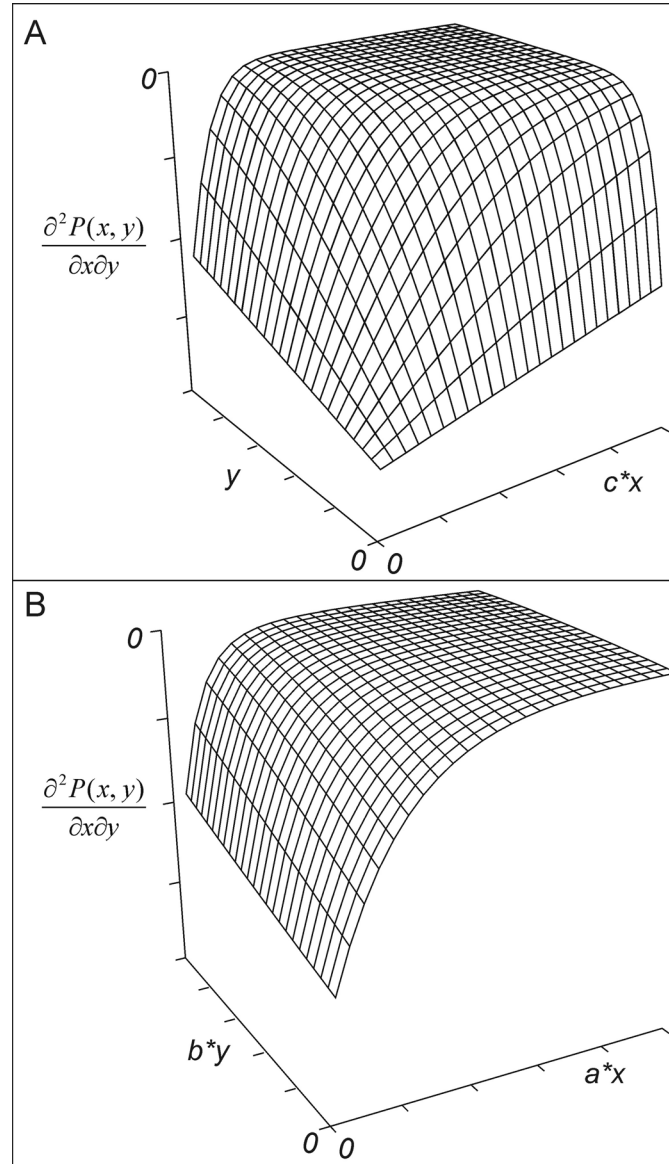 A
0
∂²P(x, y)
∂x∂y
y
c*x
0 0
B
0
∂²P(x, y)
∂x∂y
b*y
a*x
0 0